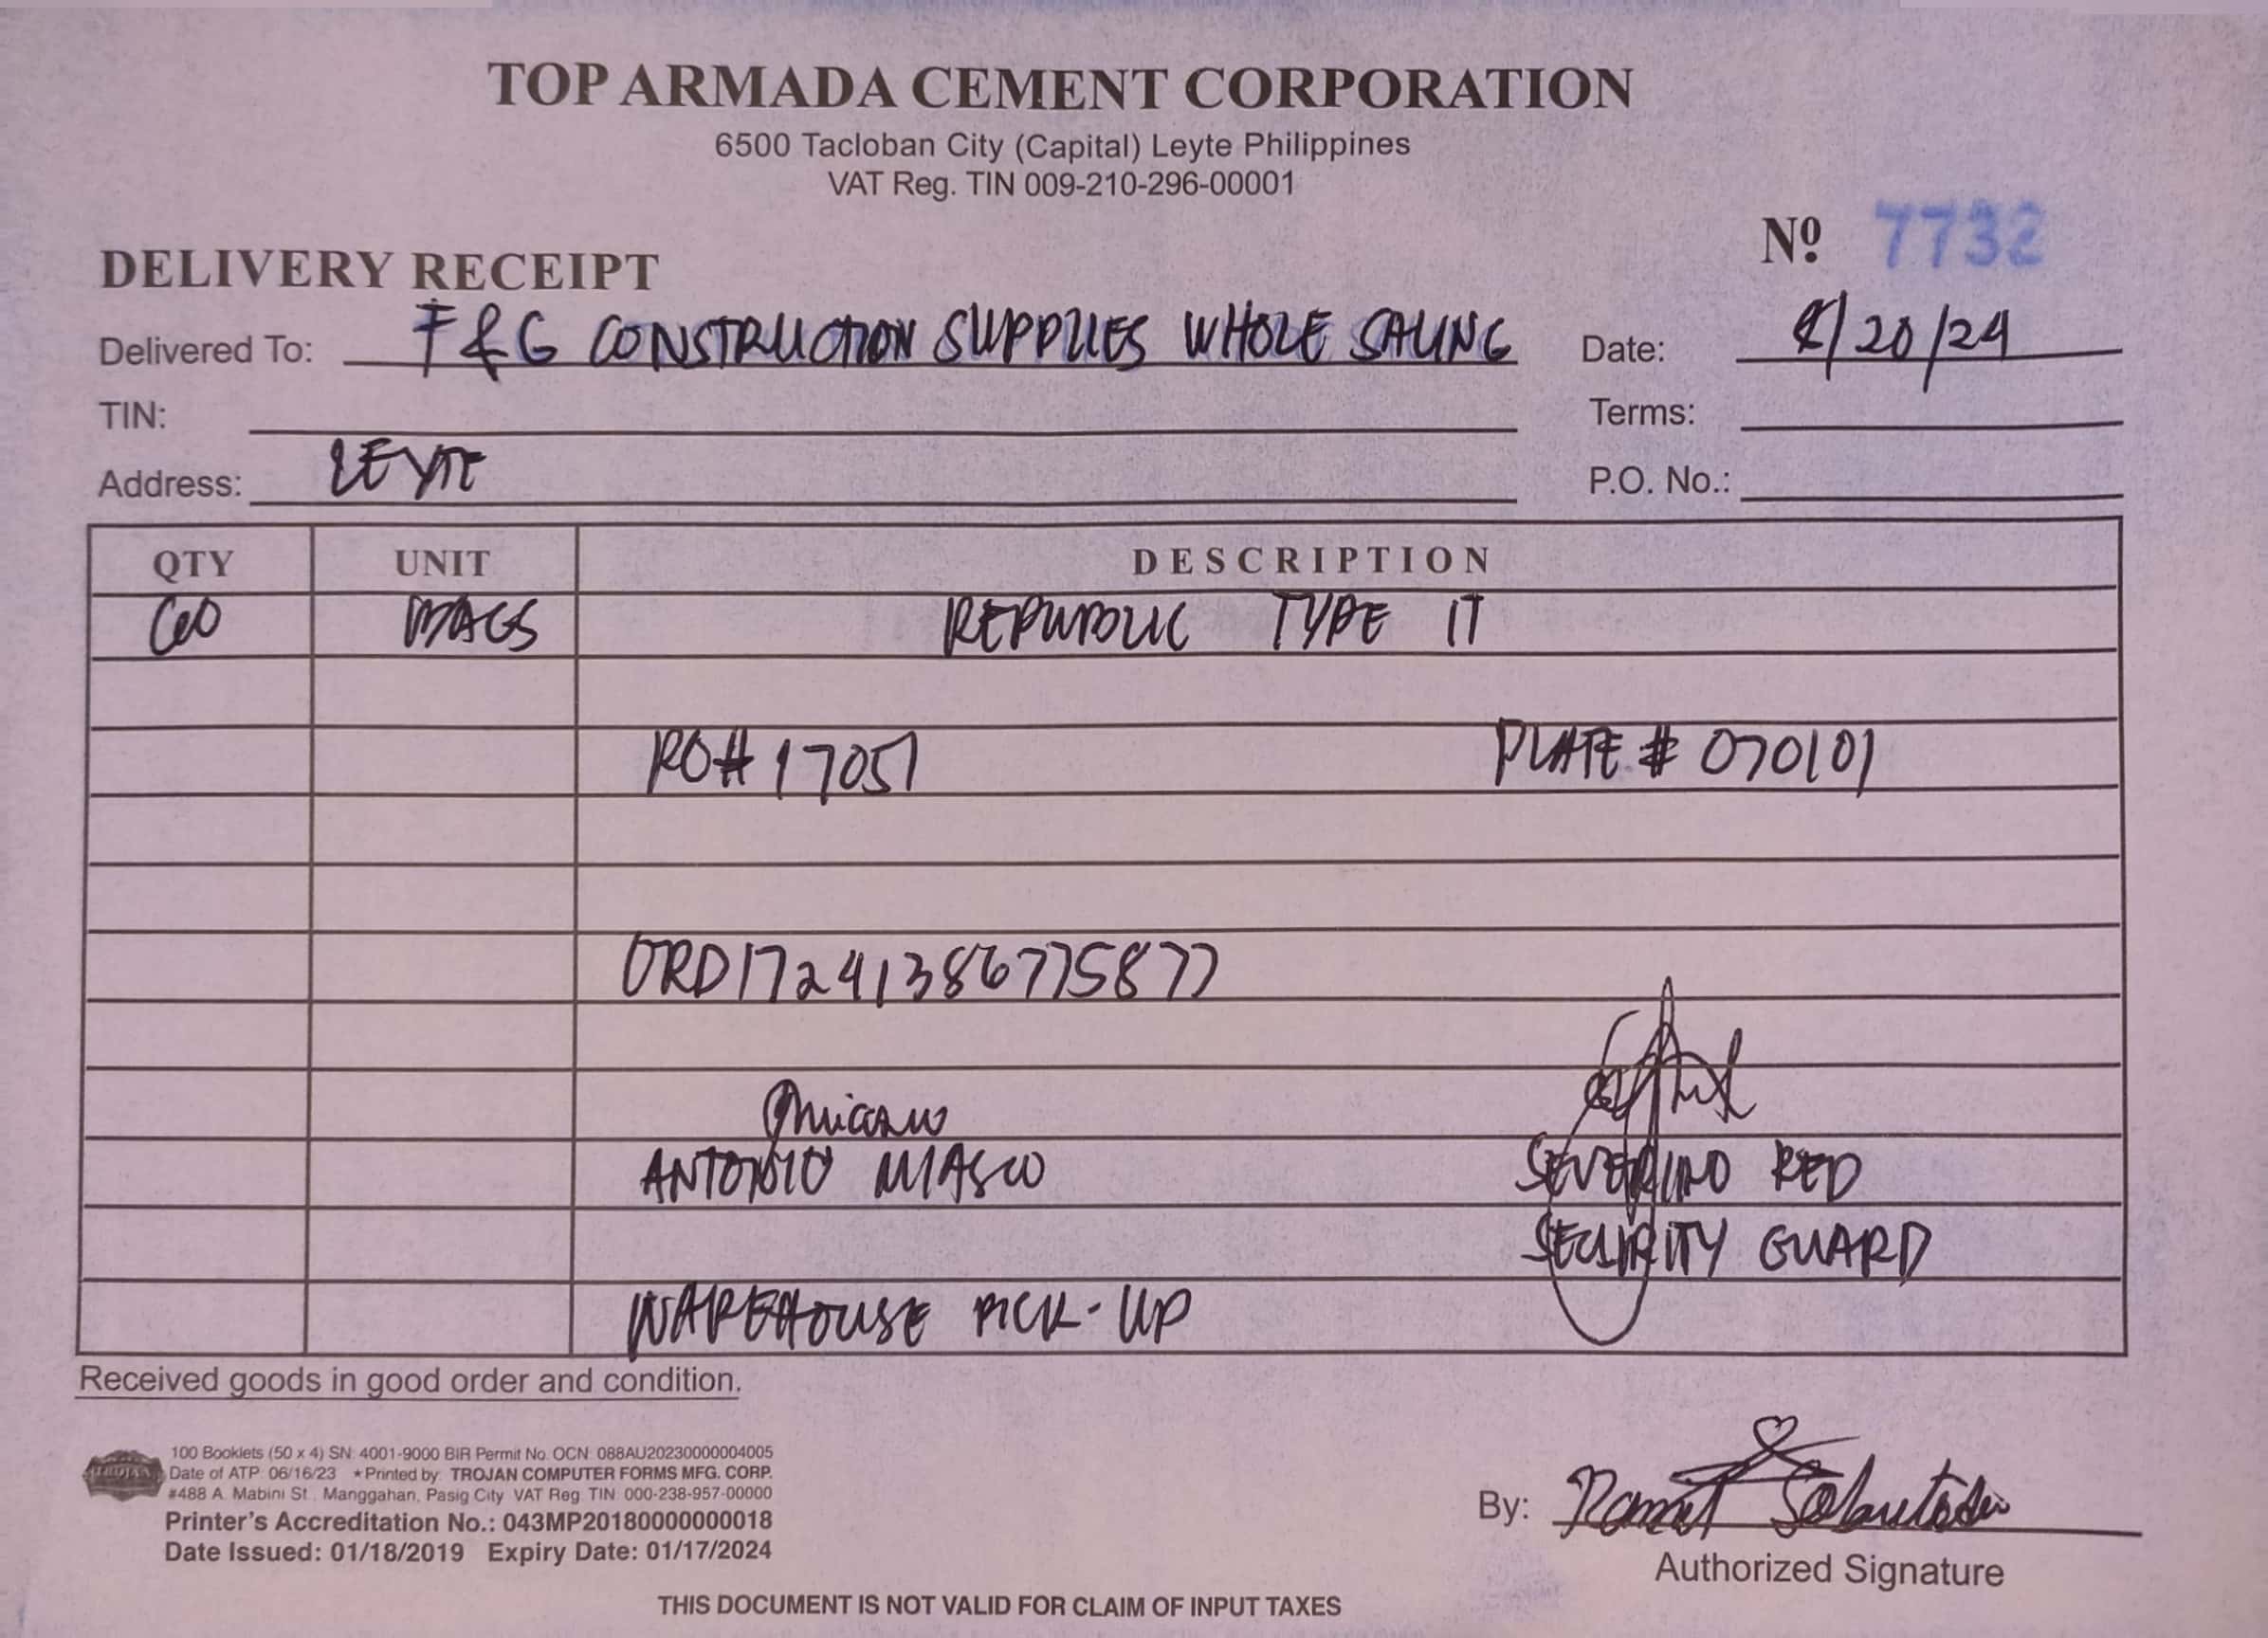 TOP ARMADA CEMENT CORPORATION
6500 Tacloban City (Capital) Leyte Philippines
VAT Reg. TIN 009-210-296-00001
Nº 7732
DELIVERY RECEIPT
Delivered To: F&G CONSTRUCTION SUPPLIES WHOLE SALING Date: 8/20/24
TIN: Terms:
Address: LEYTE P.O. No.:
QTY UNIT DESCRIPTION
BAGS REPUBLIC TYPE 1T
RO# 17051 PLATE # 070101
ORD17241386775877
ANTONIO SEVERINO RED
SECURITY GUARD
WAREHOUSE PICK-UP
Received goods in good order and condition.
100 Booklets (50 x 4) SN: 4001-9000 BIR Permit No. OCN: 088AU20230000004005
Date of ATP: 06/16/23 ★Printed by: TROJAN COMPUTER FORMS MFG. CORP.
TROJAN
#488 A. Mabini St., Manggahan, Pasig City VAT Reg. TIN: 000-238-957-00000
Printer's Accreditation No.: 043MP20180000000018
Date Issued: 01/18/2019 Expiry Date: 01/17/2024
By:
Authorized Signature
THIS DOCUMENT IS NOT VALID FOR CLAIM OF INPUT TAXES